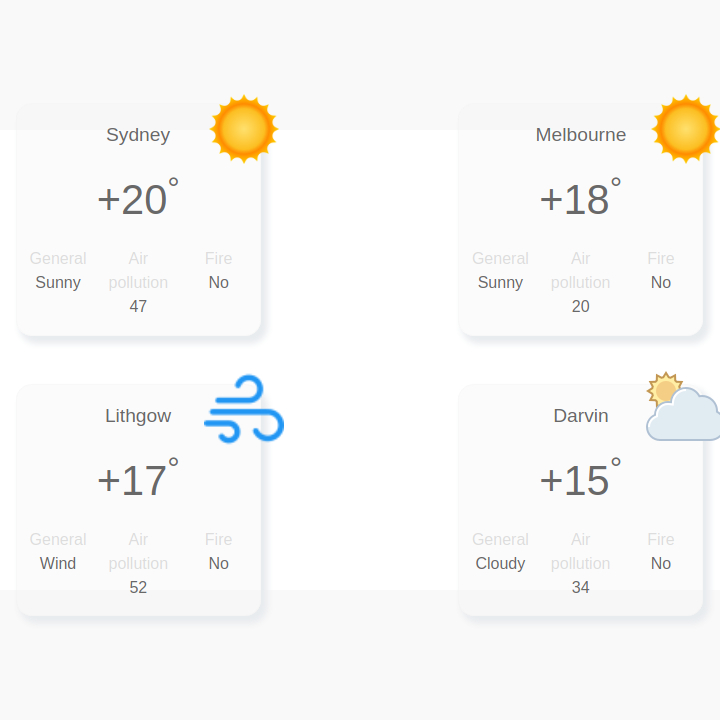 Sydney
+20°
General Air pollution Fire
Sunny 47 No
Melbourne
+18°
General Air pollution Fire
Sunny 20 No
Lithgow
+17°
General Air pollution Fire
Wind 52 No
Darvin
+15°
General Air pollution Fire
Cloudy 34 No